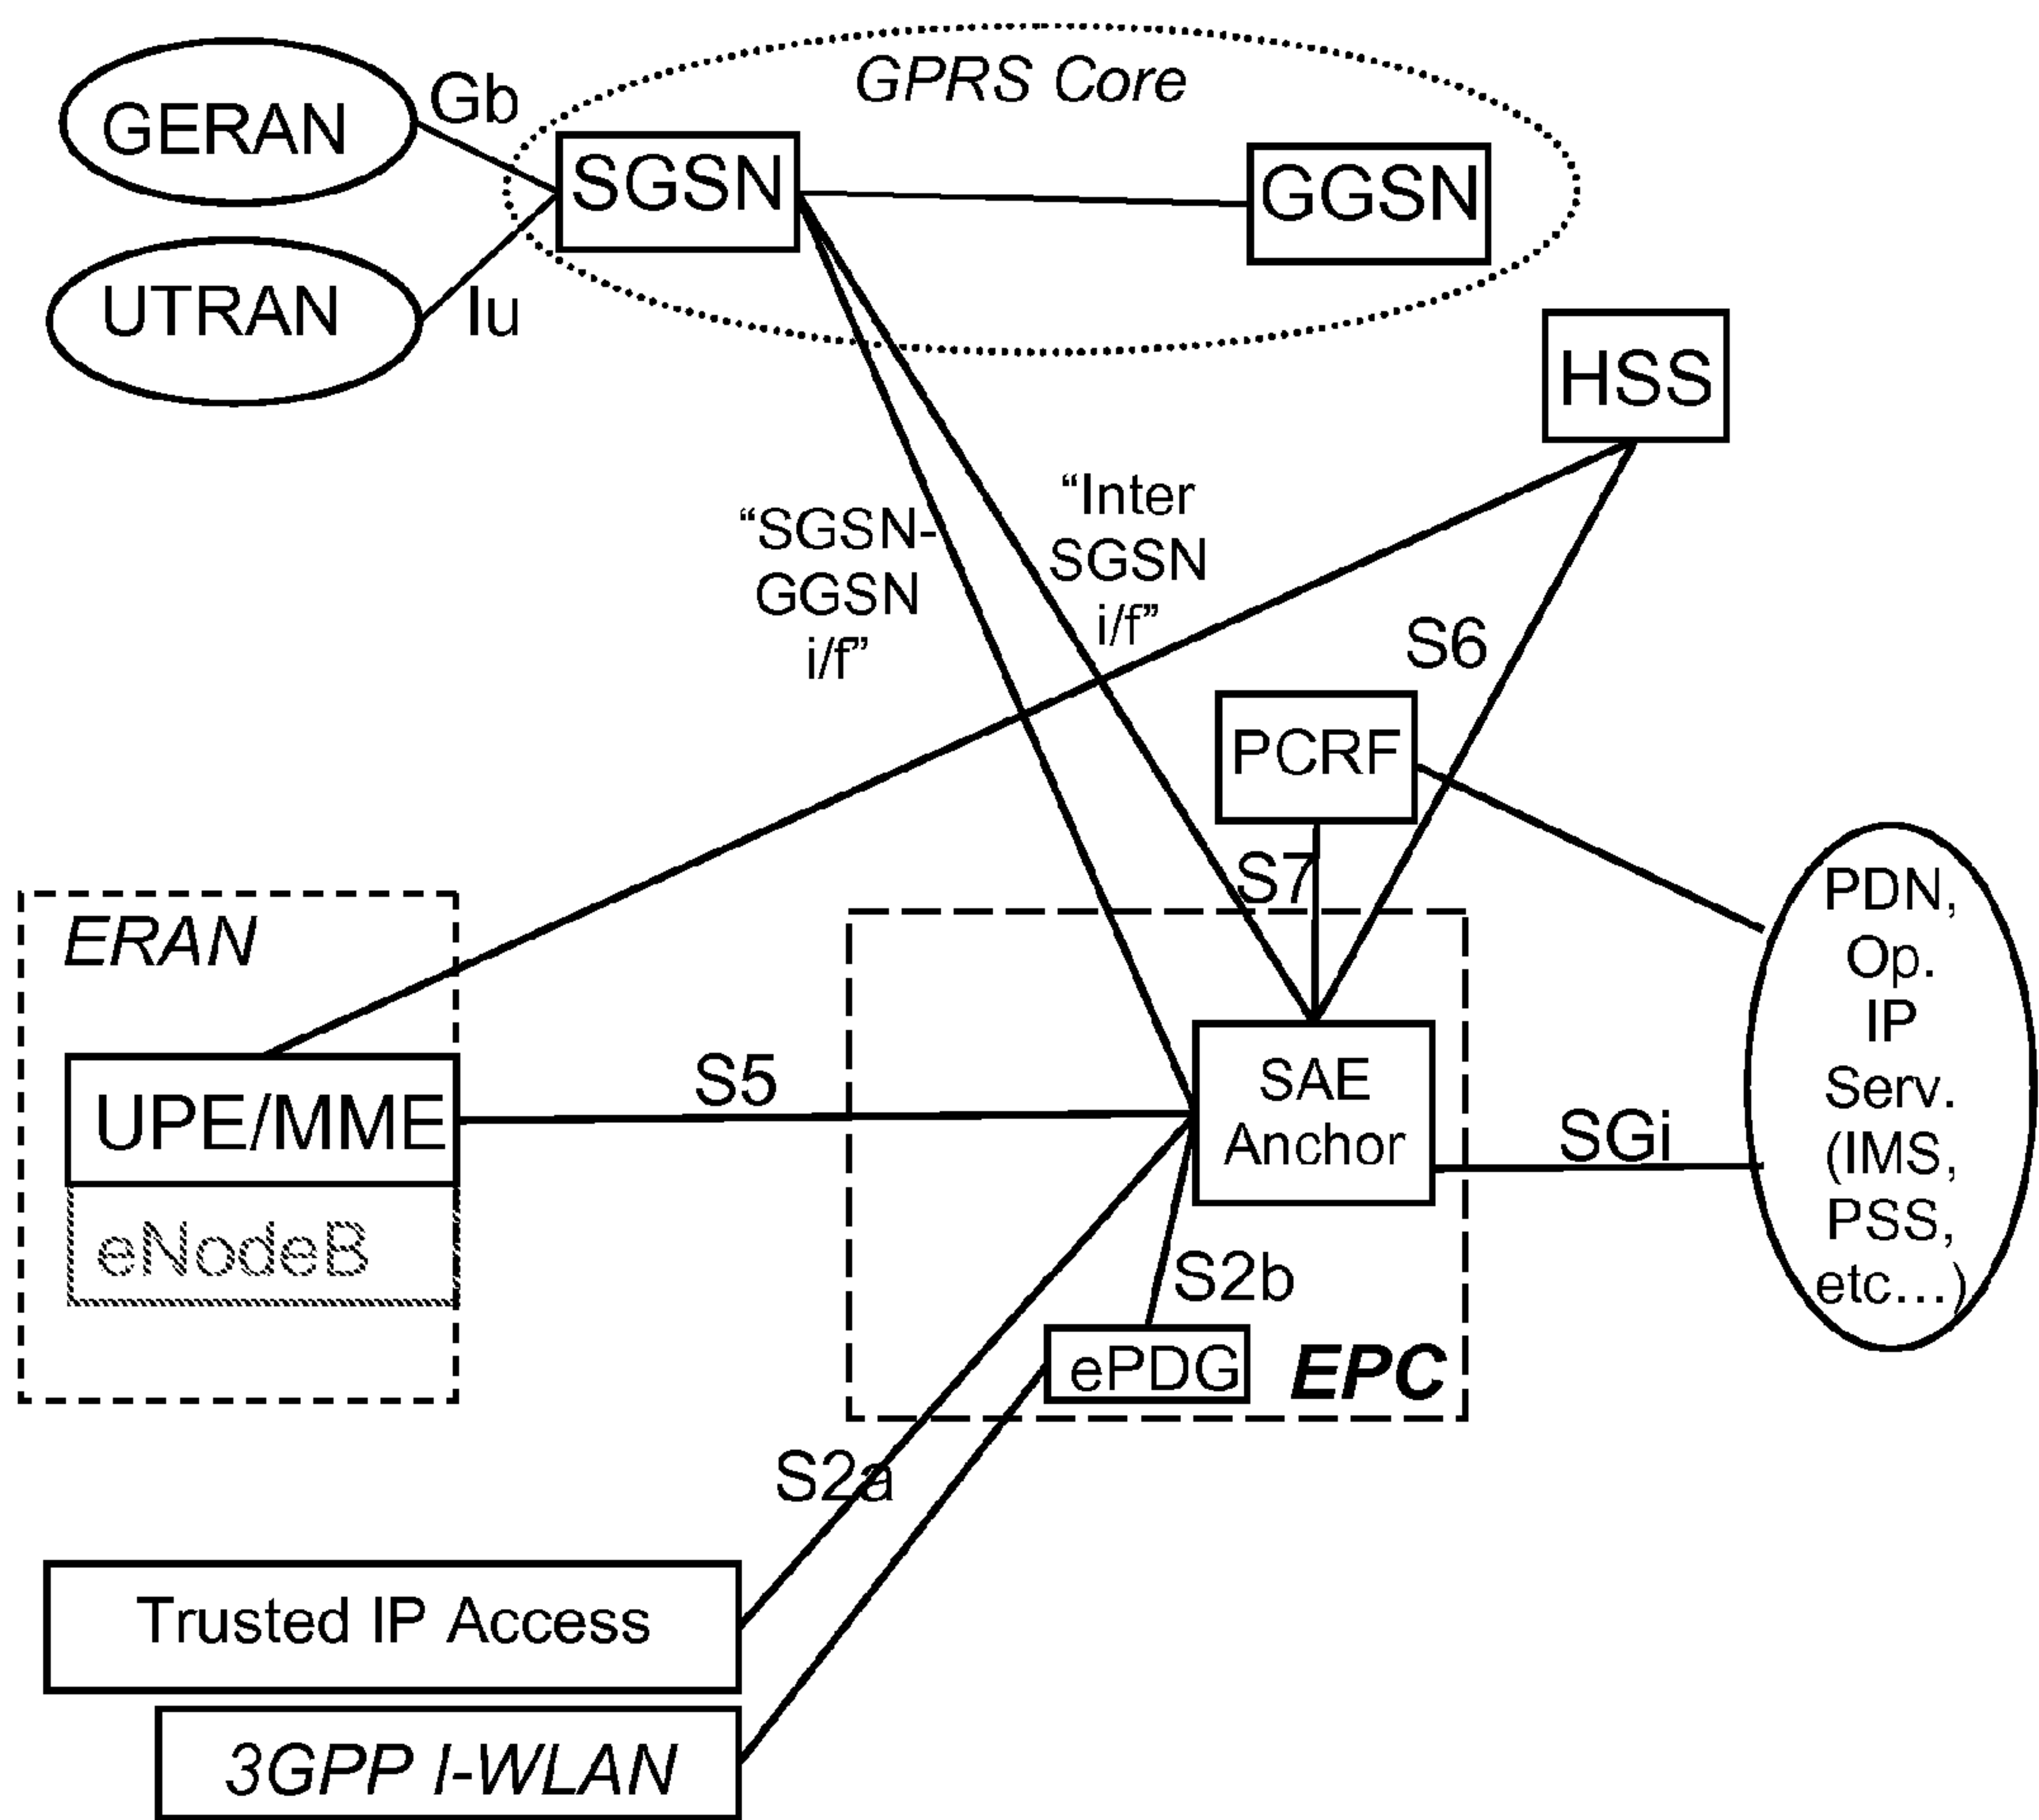 GPRS Core
GERAN
Gb
SGSN
GGSN
UTRAN
Iu
HSS
“SGSN-
GGSN
i/f”
“Inter
SGSN
i/f”
S6
PCRF
S7
ERAN
UPE/MME
eNodeB
S5
SAE
Anchor
SGi
PDN,
Op.
IP
Serv.
(IMS,
PSS,
etc...)
S2b
ePDG
EPC
S2a
Trusted IP Access
3GPP I-WLAN